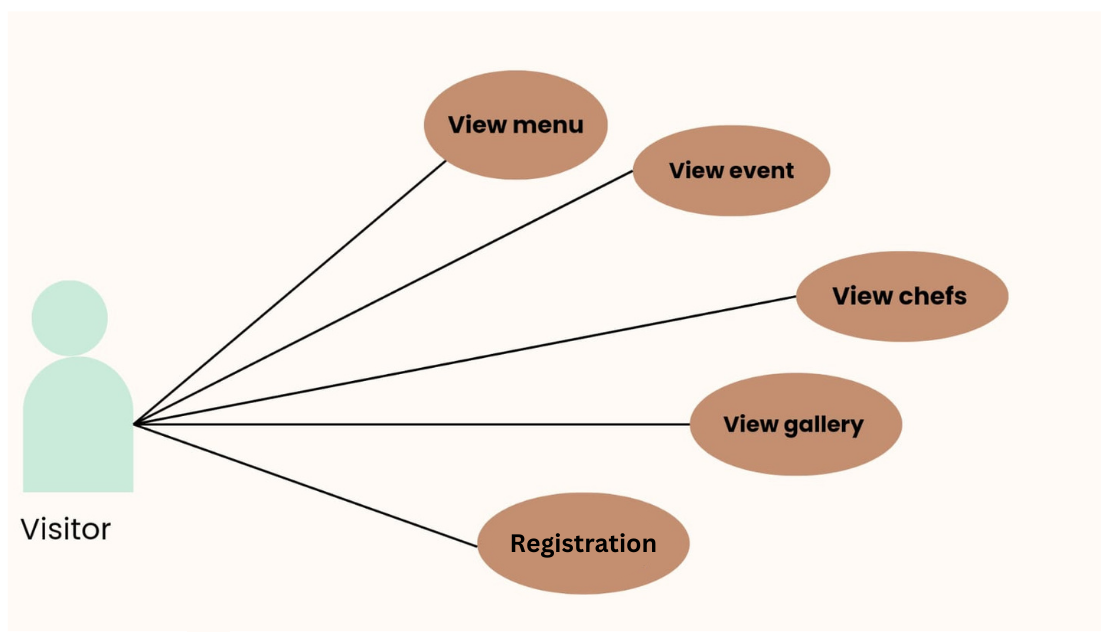 View menu
View event
View chefs
View gallery
Registration
Visitor